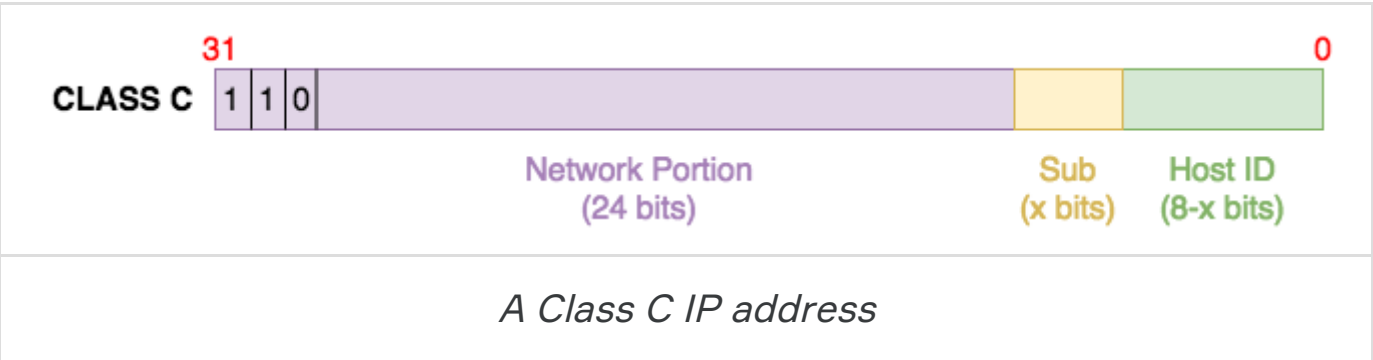 31 0
CLASS C 1 1 0
Network Portion Sub Host ID
(24 bits) (x bits) (8-x bits)
A Class C IP address